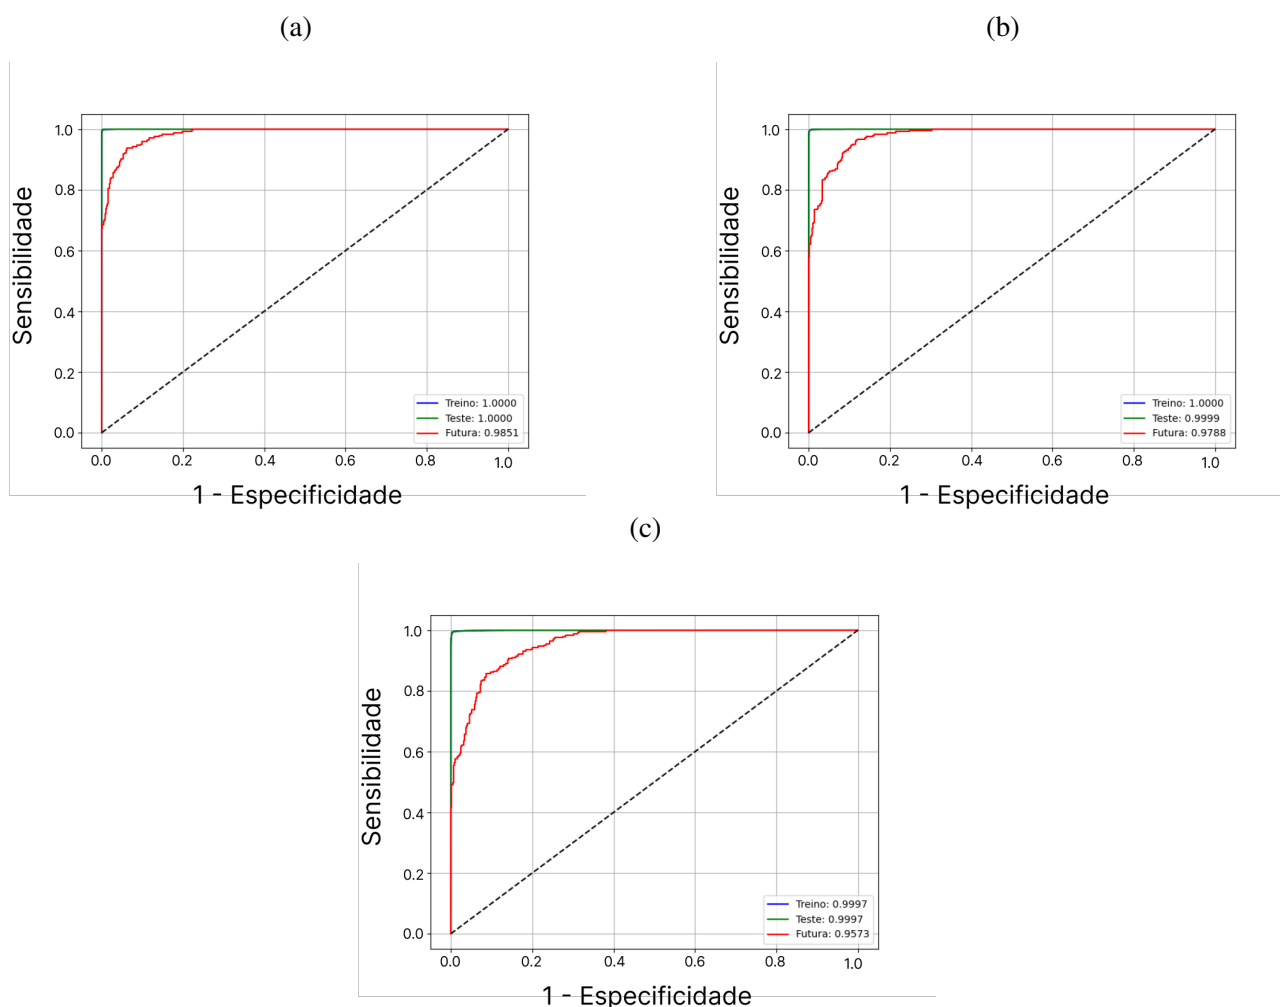 (a)
Sensibilidade
1.0
0.8
0.6
0.4
0.2
0.0
Treino: 1.0000
Teste: 1.0000
Futura: 0.9851
0.0 0.2 0.4 0.6 0.8 1.0
1 - Especificidade
(b)
Sensibilidade
1.0
0.8
0.6
0.4
0.2
0.0
Treino: 1.0000
Teste: 0.9999
Futura: 0.9788
0.0 0.2 0.4 0.6 0.8 1.0
1 - Especificidade
(c)
Sensibilidade
1.0
0.8
0.6
0.4
0.2
0.0
Treino: 0.9997
Teste: 0.9997
Futura: 0.9573
0.0 0.2 0.4 0.6 0.8 1.0
1 - Especificidade